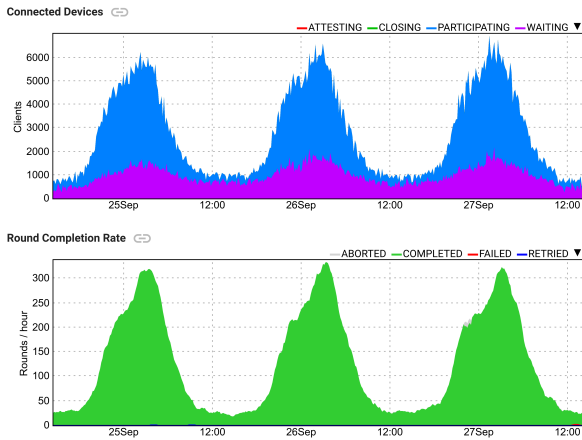 Connected Devices
ATTESTING CLOSING PARTICIPATING WAITING ▼
Clients
6000
5000
4000
3000
2000
1000
0
25Sep 12:00 26Sep 12:00 27Sep 12:00
Round Completion Rate
ABORTED COMPLETED FAILED RETRIED ▼
Rounds / hour
300
250
200
150
100
50
0
25Sep 12:00 26Sep 12:00 27Sep 12:00